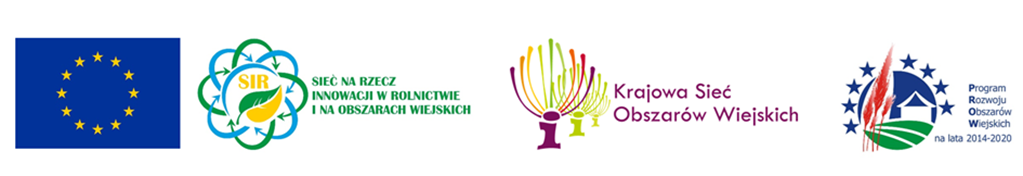 SIR
SIEĆ NA RZECZ
INNOWACJI W ROLNICTWIE
I NA OBSZARACH WIEJSKICH
Krajowa Sieć
Obszarów Wiejskich
Program
Rozwoju
Obszarów
Wiejskich
na lata 2014-2020